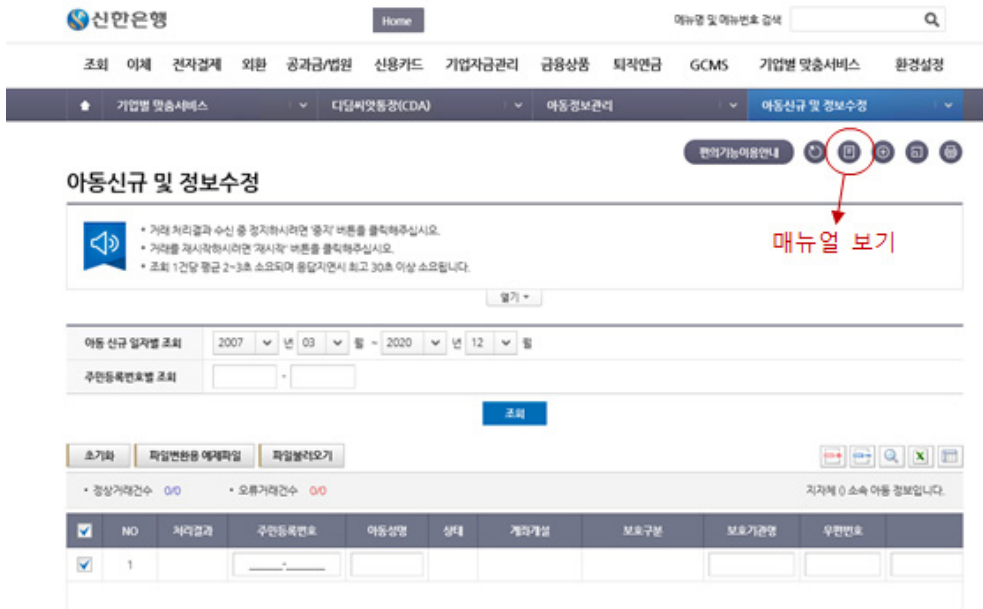 신한은행 Home 메뉴명 및 메뉴번호 검색
조회 이체 전자결제 외환 공과금/법원 신용카드 기업자금관리 금융상품 퇴직연금 GCMS 기업별 맞춤서비스 환경설정
기업별 맞춤서비스 디딤씨앗통장(CDA) 아동정보관리 아동신규 및 정보수정
편의기능이용안내
아동신규 및 정보수정
• 거래 처리결과 수신 중 정지하시려면 '중지' 버튼을 클릭해주십시오.
• 거래를 재시작하시려면 '재시작' 버튼을 클릭해주십시오.
• 조회 1건당 평균 2~3초 소요되며 응답지연시 최고 30초 이상 소요됩니다.
매뉴얼 보기
열기
아동 신규 일자별 조회 2007 년 03 월 ~ 2020 년 12 월
주민등록번호별 조회 -
조회
초기화 파일변환용 예제파일 파일불러오기
• 정상거래건수 0/0 • 오류거래건수 0/0 지자체 () 소속 아동 정보입니다.
NO 처리결과 주민등록번호 아동성명 상태 계좌개설 보호구분 보호기관명 우편번호
1 ______-_______